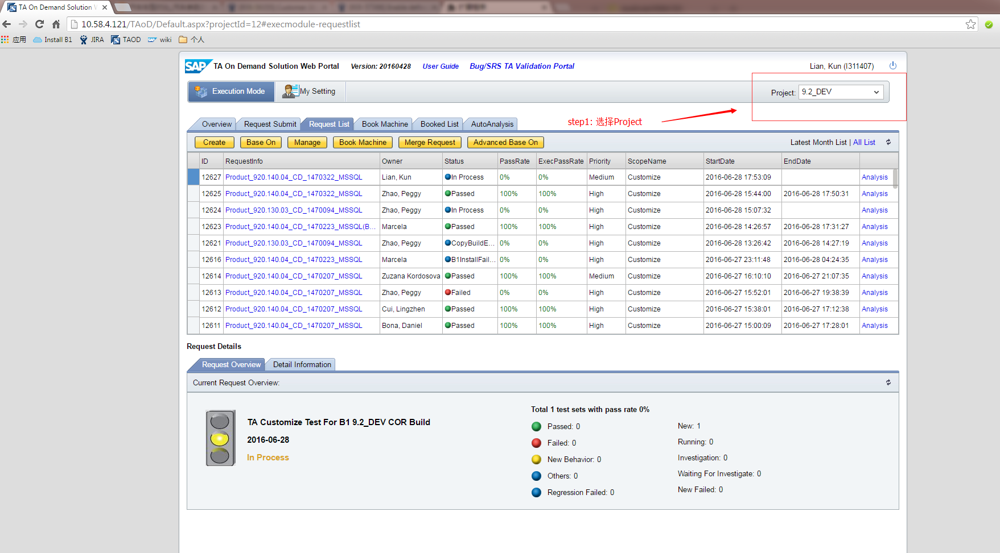 TA On Demand Solution W
10.58.4.121/TAoD/Default.aspx?projectId=12#execmodule-requestlist
应用 Install B1 JIRA TAOD wiki 个人
SAP TA On Demand Solution Web Portal Version: 20160428 User Guide Bug/SRS TA Validation Portal Lian, Kun (I311407)
Execution Mode My Setting Project: 9.2_DEV
step1: 选择Project
Overview Request Submit Request List Book Machine Booked List AutoAnalysis
Create Base On Manage Book Machine Merge Request Advanced Base On Latest Month List | All List
ID RequestInfo Owner Status PassRate ExecPassRate Priority ScopeName StartDate EndDate
12627 Product_920.140.04_CD_1470322_MSSQL Lian, Kun In Process 0% 0% Medium Customize 2016-06-28 17:53:09 Analysis
12625 Product_920.140.04_CD_1470322_MSSQL Zhao, Peggy Passed 100% 100% High Customize 2016-06-28 15:44:00 2016-06-28 17:50:31 Analysis
12624 Product_920.130.03_CD_1470094_MSSQL Zhao, Peggy In Process 0% 0% High Customize 2016-06-28 15:07:32 Analysis
12623 Product_920.140.04_CD_1470223_MSSQL(B... Marcela Passed 100% 100% High Customize 2016-06-28 14:26:57 2016-06-28 17:31:27 Analysis
12621 Product_920.130.03_CD_1470094_MSSQL Zhao, Peggy CopyBuildE... 0% 0% High Customize 2016-06-28 13:26:42 2016-06-28 14:27:19 Analysis
12616 Product_920.140.04_CD_1470223_MSSQL Marcela B1InstallFail... 0% 0% High Customize 2016-06-27 23:11:48 2016-06-28 04:24:35 Analysis
12614 Product_920.140.04_CD_1470207_MSSQL Zuzana Kordosova Passed 100% 100% Medium Customize 2016-06-27 16:10:10 2016-06-27 21:07:35 Analysis
12613 Product_920.140.04_CD_1470207_MSSQL Zhao, Peggy Failed 0% 0% High Customize 2016-06-27 15:52:01 2016-06-27 19:38:39 Analysis
12612 Product_920.140.04_CD_1470207_MSSQL Cui, Lingzhen Passed 100% 100% High Customize 2016-06-27 15:38:01 2016-06-27 17:12:38 Analysis
12611 Product_920.140.04_CD_1470207_MSSQL Bona, Daniel Passed 100% 100% High Customize 2016-06-27 15:00:09 2016-06-27 17:28:01 Analysis
Request Details
Request Overview Detail Information
Current Request Overview:
TA Customize Test For B1 9.2_DEV COR Build
2016-06-28
In Process
Total 1 test sets with pass rate 0%
Passed: 0
Failed: 0
New Behavior: 0
Others: 0
Regression Failed: 0
New: 1
Running: 0
Investigation: 0
Waiting For Investigate: 0
New Failed: 0